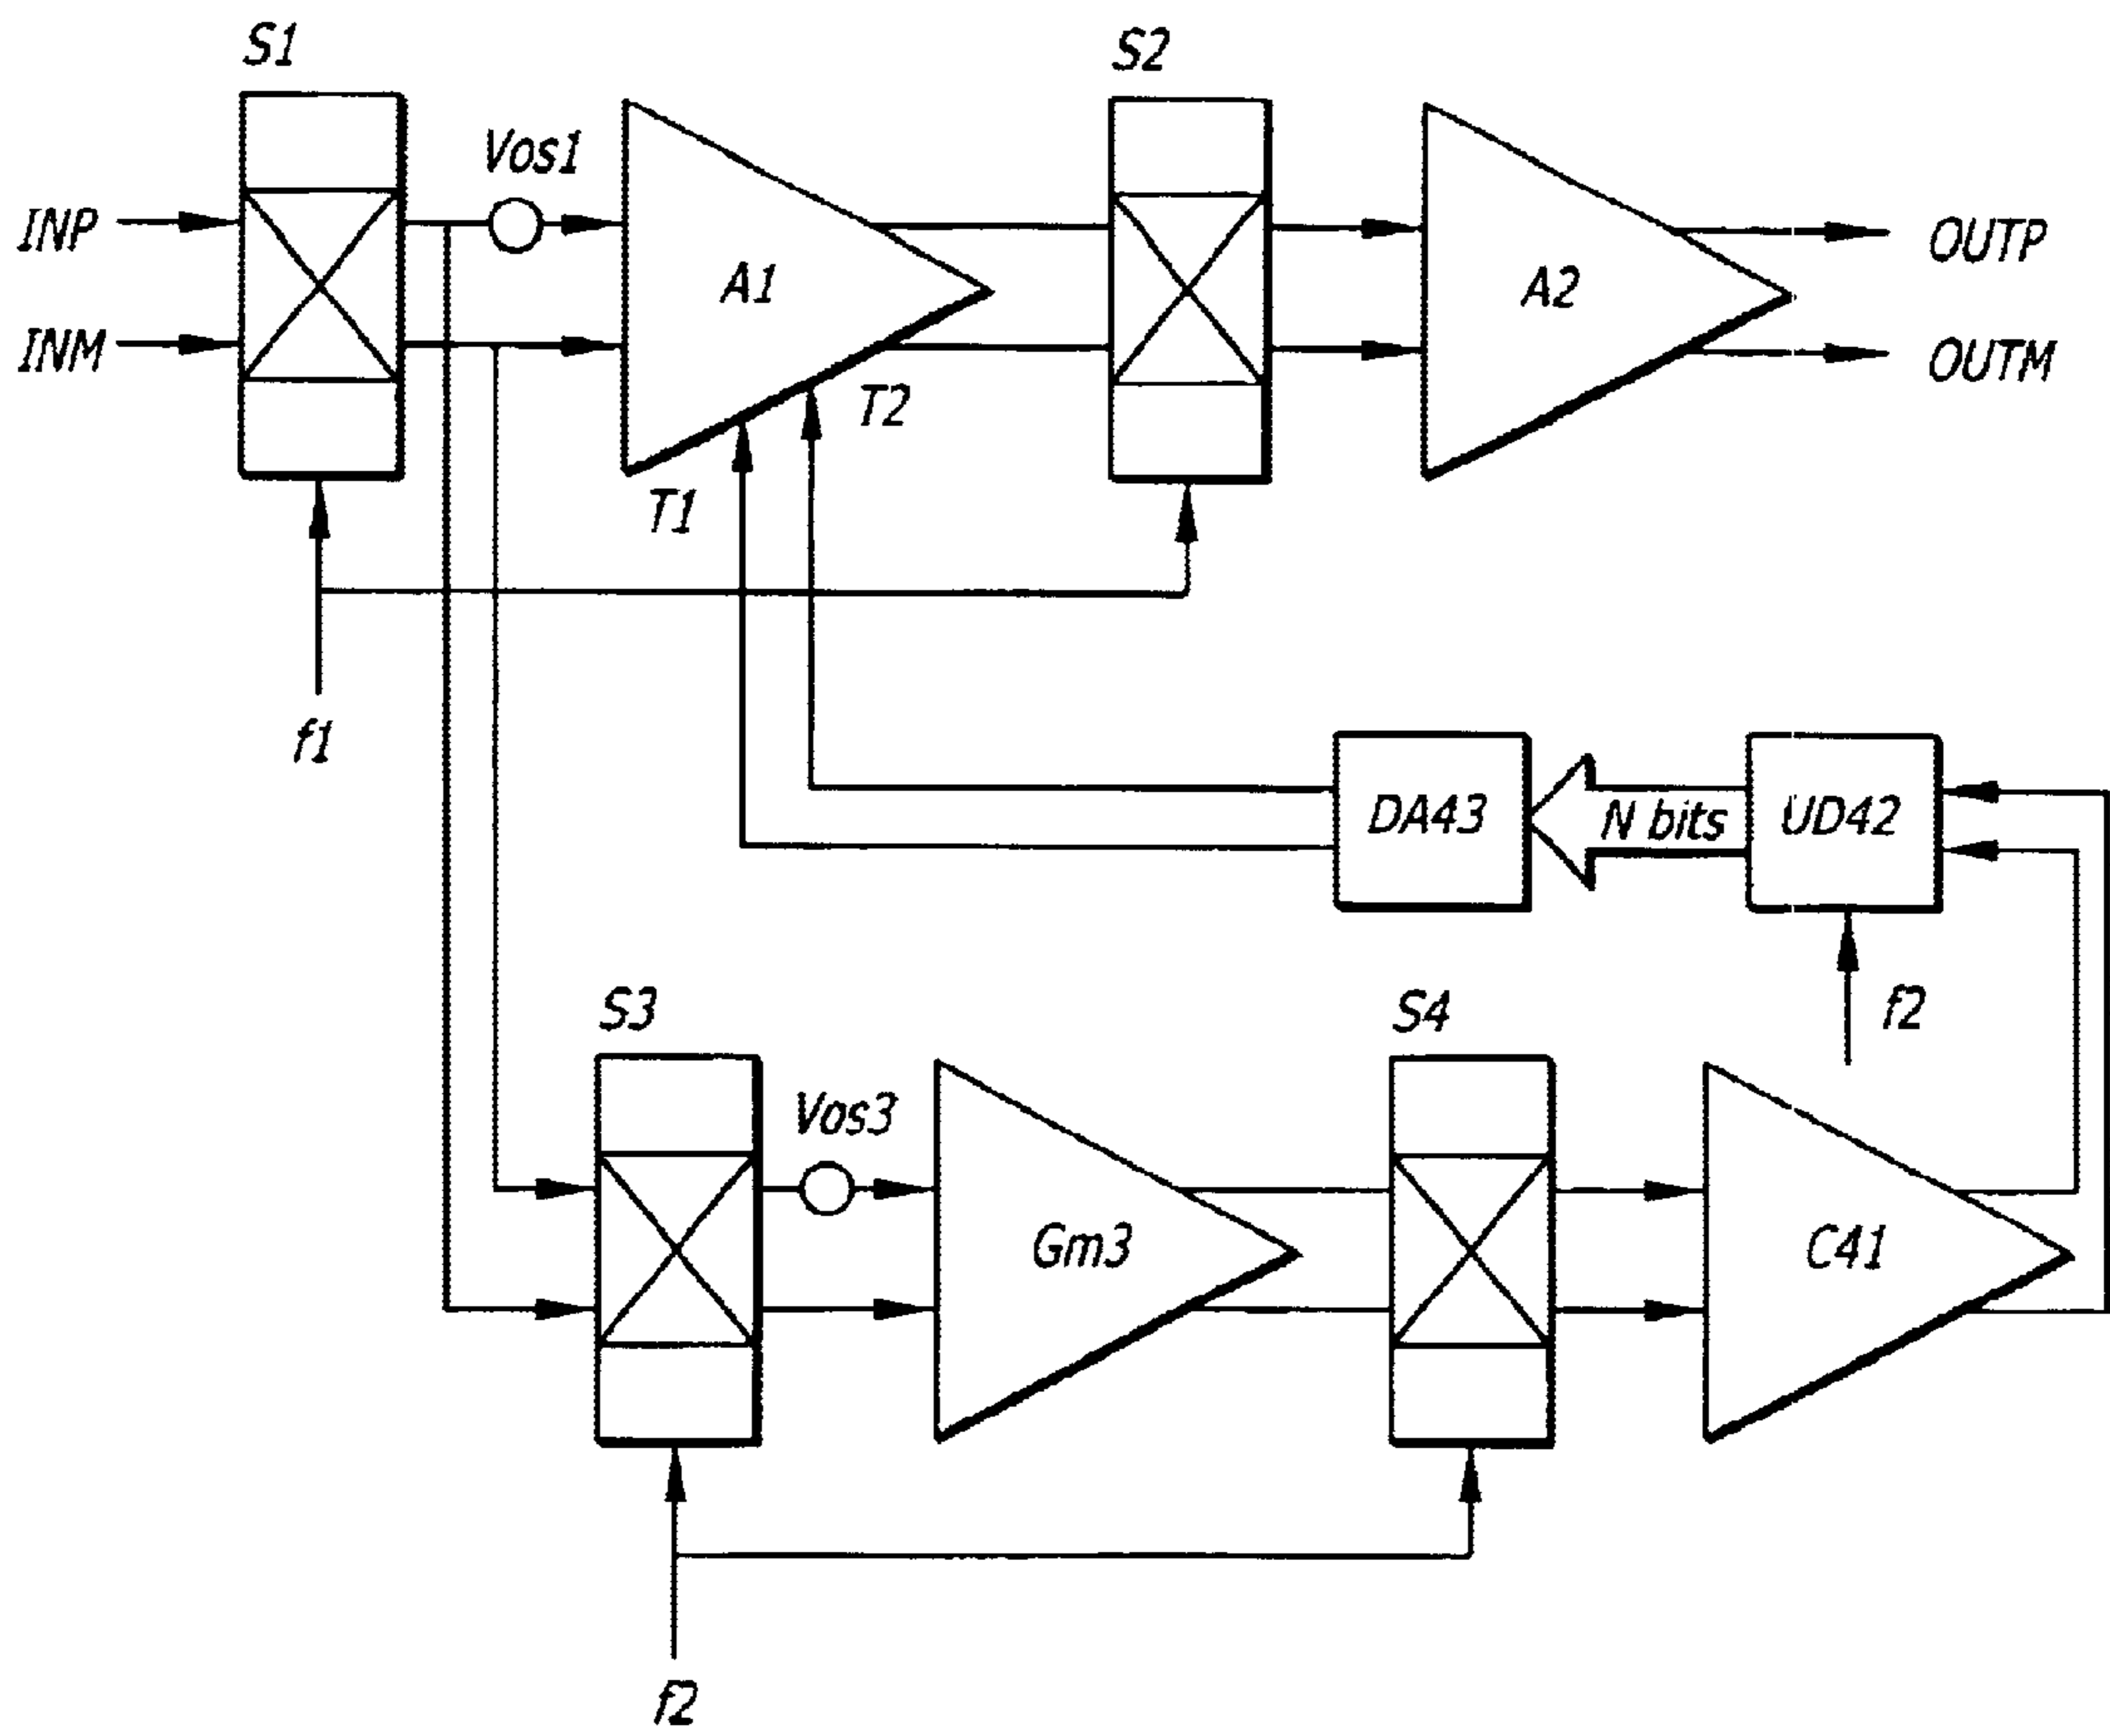 S1
S2
Vos1
INP
A1
A2
OUTP
INM
OUTM
T2
T1
f1
DA43
N bits
UD42
f2
S3
S4
Vos3
Gm3
C41
f2